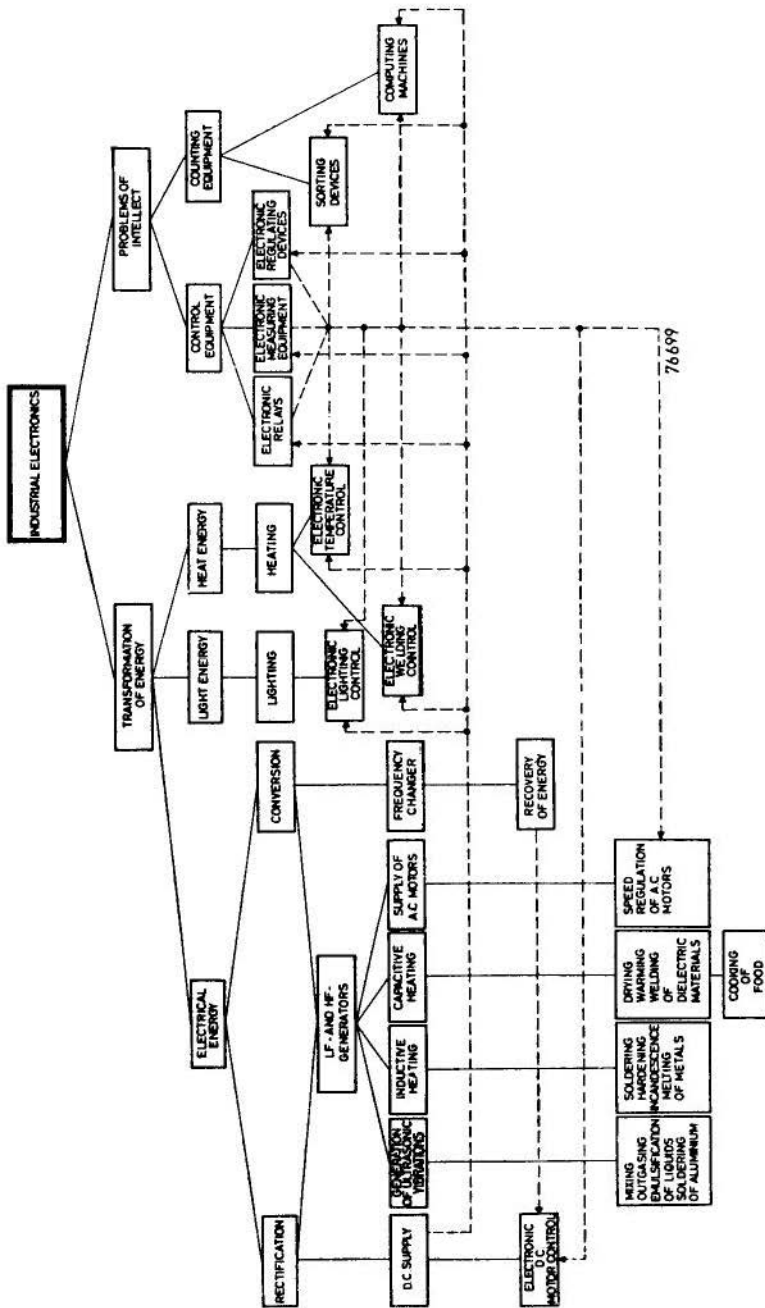 INDUSTRIAL ELECTRONICS
TRANSFORMATION
OF ENERGY
PROBLEMS OF
INTELLECT
ELECTRICAL
ENERGY
LIGHT ENERGY
HEAT ENERGY
CONTROL
EQUIPMENT
COUNTING
EQUIPMENT
RECTIFICATION
CONVERSION
LIGHTING
HEATING
ELECTRONIC
RELAYS
ELECTRONIC
MEASURING
EQUIPMENT
ELECTRONIC
REGULATING
DEVICES
LF- AND HF-
GENERATORS
ELECTRONIC
LIGHTING
CONTROL
ELECTRONIC
TEMPERATURE
CONTROL
SORTING
DEVICES
D.C SUPPLY
GENERATION
OF ULTRASONIC
VIBRATIONS
INDUCTIVE
HEATING
CAPACITIVE
HEATING
SUPPLY OF
A.C MOTORS
FREQUENCY
CHANGER
ELECTRONIC
WELDING
CONTROL
COMPUTING
MACHINES
ELECTRONIC
D.C
MOTOR CONTROL
RECOVERY
OF ENERGY
MIXING
OUTGASING
EMULSIFICATION
OF LIQUIDS
SOLDERING
OF ALUMINIUM
SOLDERING
HARDENING
INCANDESCENCE
MELTING
OF METALS
DRYING
WARMING
WELDING
OF
DIELECTRIC
MATERIALS
SPEED
REGULATION
OF A.C
MOTORS
76699
COOKING
OF
FOOD